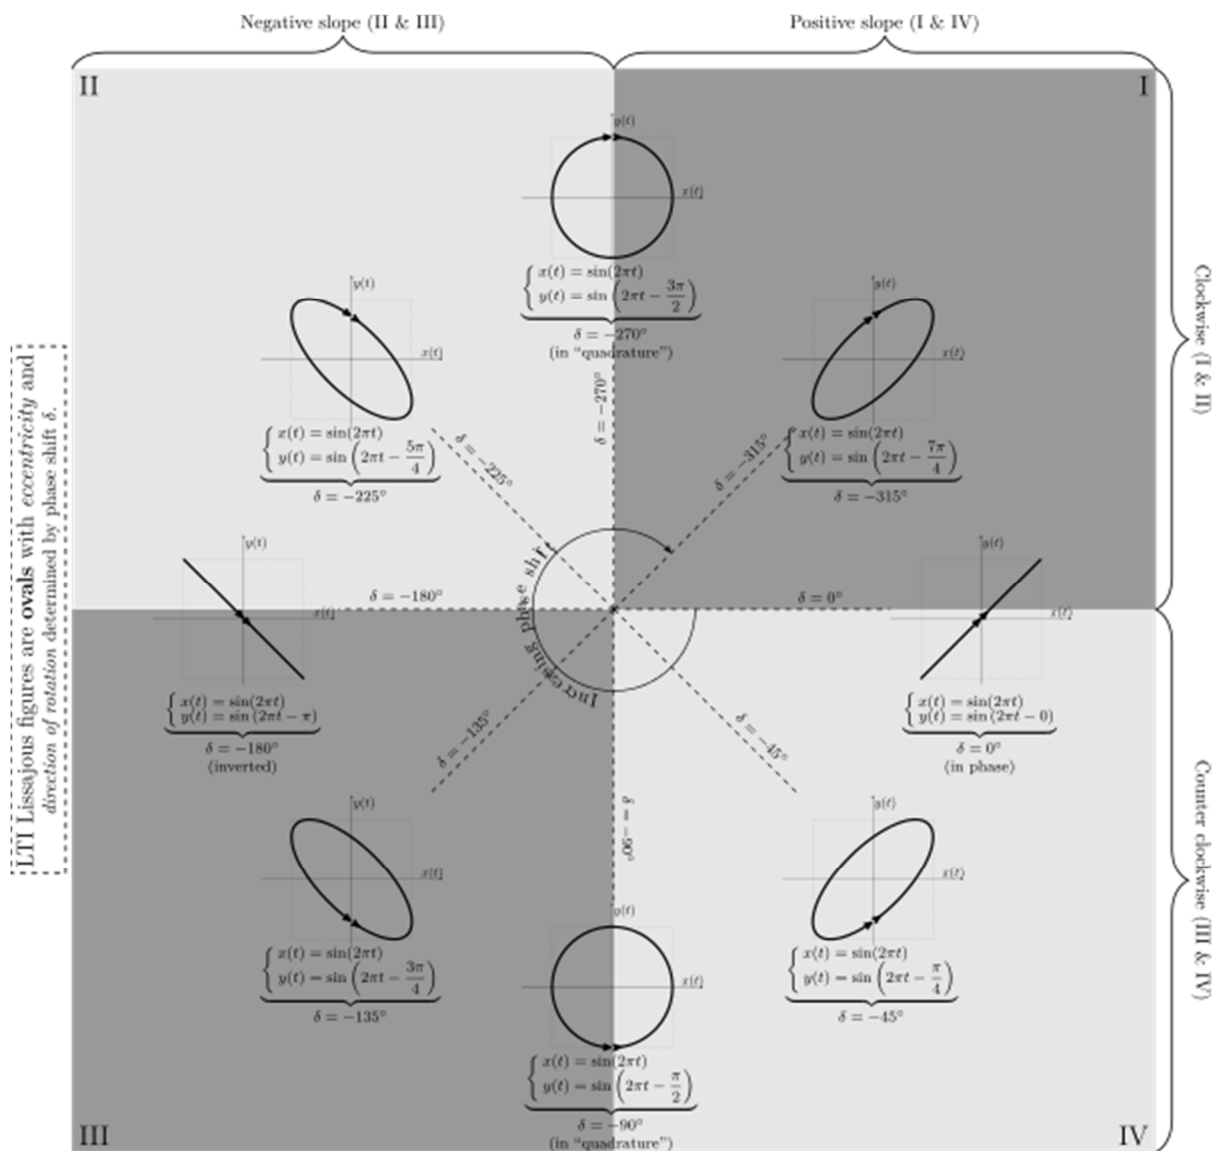 Negative slope (II & III)
Positive slope (I & IV)
II
I
y(t)
x(t)
x(t) = sin(2πt)
y(t) = sin(2πt − 3π/2)
δ = −270°
(in "quadrature")
y(t)
x(t)
x(t) = sin(2πt)
y(t) = sin(2πt − 5π/4)
δ = −225°
y(t)
x(t)
x(t) = sin(2πt)
y(t) = sin(2πt − 7π/4)
δ = −315°
δ = −225°
δ = −270°
δ = −315°
Clockwise (I & II)
LTI Lissajous figures are ovals with eccentricity and
direction of rotation determined by phase shift δ.
y(t)
x(t)
x(t) = sin(2πt)
y(t) = sin(2πt − π)
δ = −180°
(inverted)
δ = −180°
Increasing phase shift
δ = 0°
y(t)
x(t)
x(t) = sin(2πt)
y(t) = sin(2πt − 0)
δ = 0°
(in phase)
δ = −135°
δ = −90°
δ = −45°
y(t)
x(t)
x(t) = sin(2πt)
y(t) = sin(2πt − 3π/4)
δ = −135°
y(t)
x(t)
x(t) = sin(2πt)
y(t) = sin(2πt − π/4)
δ = −45°
y(t)
x(t)
x(t) = sin(2πt)
y(t) = sin(2πt − π/2)
δ = −90°
(in "quadrature")
Counter clockwise (III & IV)
III
IV